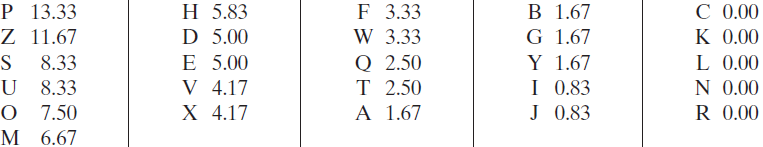 P 13.33 H 5.83 F 3.33 B 1.67 C 0.00
Z 11.67 D 5.00 W 3.33 G 1.67 K 0.00
S 8.33 E 5.00 Q 2.50 Y 1.67 L 0.00
U 8.33 V 4.17 T 2.50 I 0.83 N 0.00
O 7.50 X 4.17 A 1.67 J 0.83 R 0.00
M 6.67